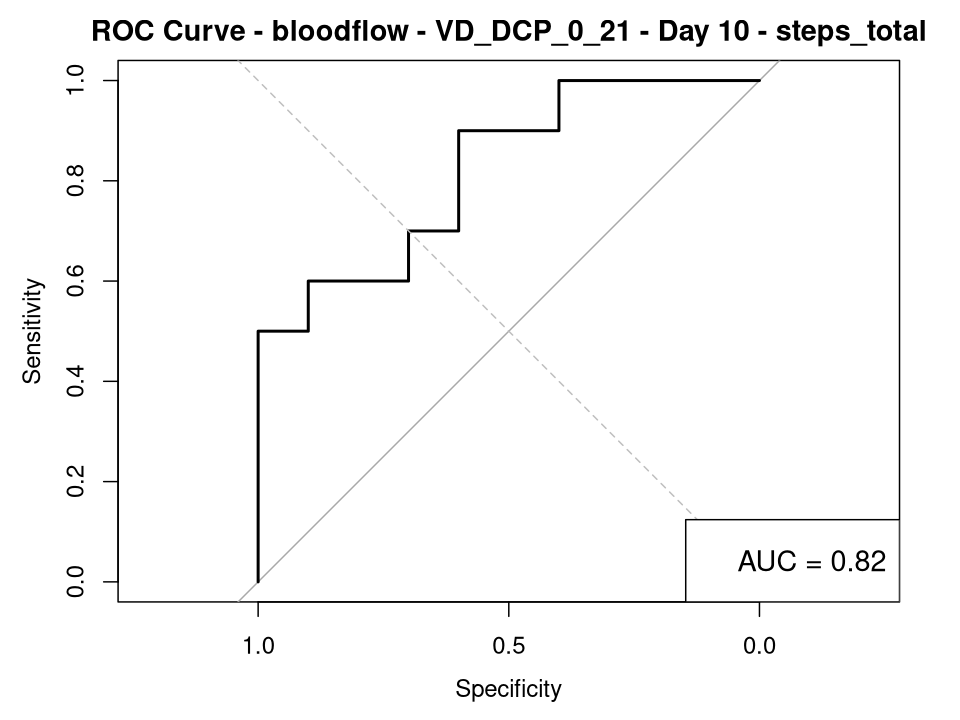 ROC Curve - bloodflow - VD_DCP_0_21 - Day 10 - steps_total
Sensitivity
1.0
0.8
0.6
0.4
0.2
0.0
AUC = 0.82
1.0 0.5 0.0
Specificity